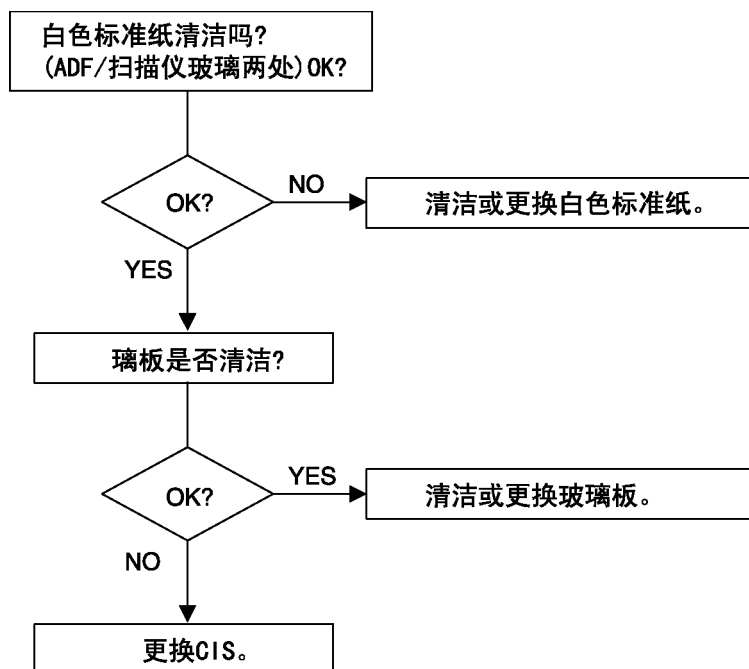 白色标准纸清洁吗?
(ADF/扫描仪玻璃两处)OK?
OK?
NO
清洁或更换白色标准纸。
YES
璃板是否清洁?
OK?
YES
清洁或更换玻璃板。
NO
更换CIS。